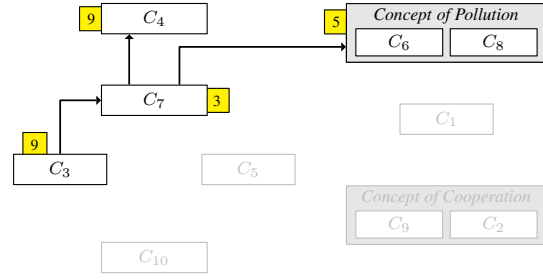 9
C₄
5
Concept of Pollution
C₆
C₈
C₇
3
C₁
9
C₃
C₅
Concept of Cooperation
C₉
C₂
C₁₀